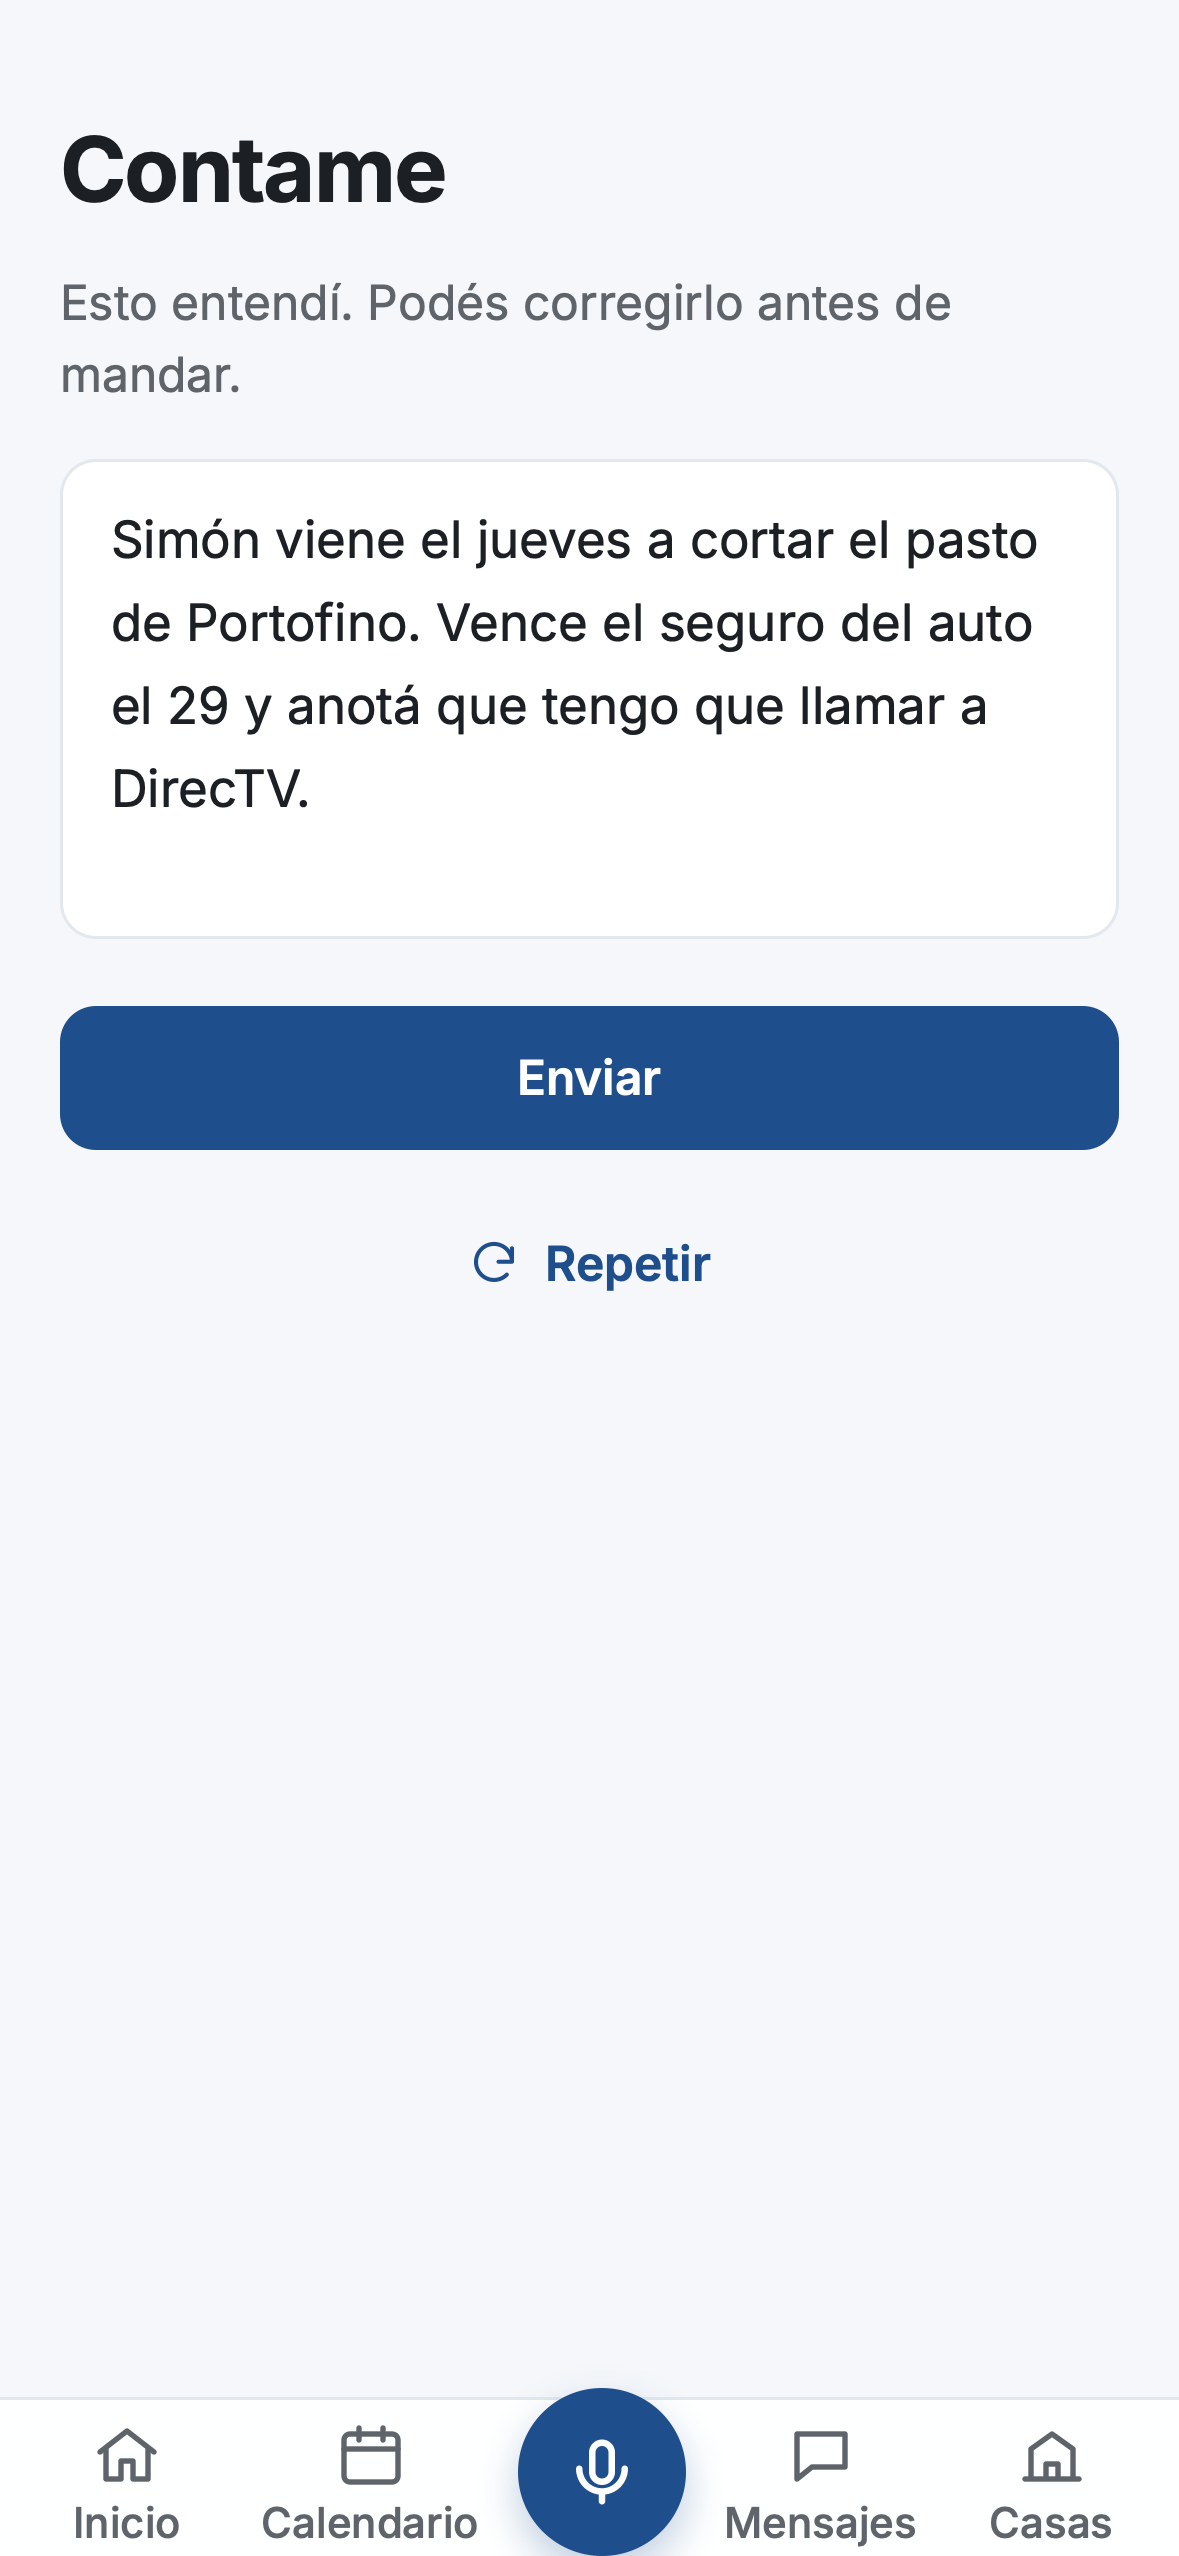 Contame
Esto entendí. Podés corregirlo antes de
mandar.
Simón viene el jueves a cortar el pasto
de Portofino. Vence el seguro del auto
el 29 y anotá que tengo que llamar a
DirecTV.
Enviar
Repetir
Inicio
Calendario
Mensajes
Casas